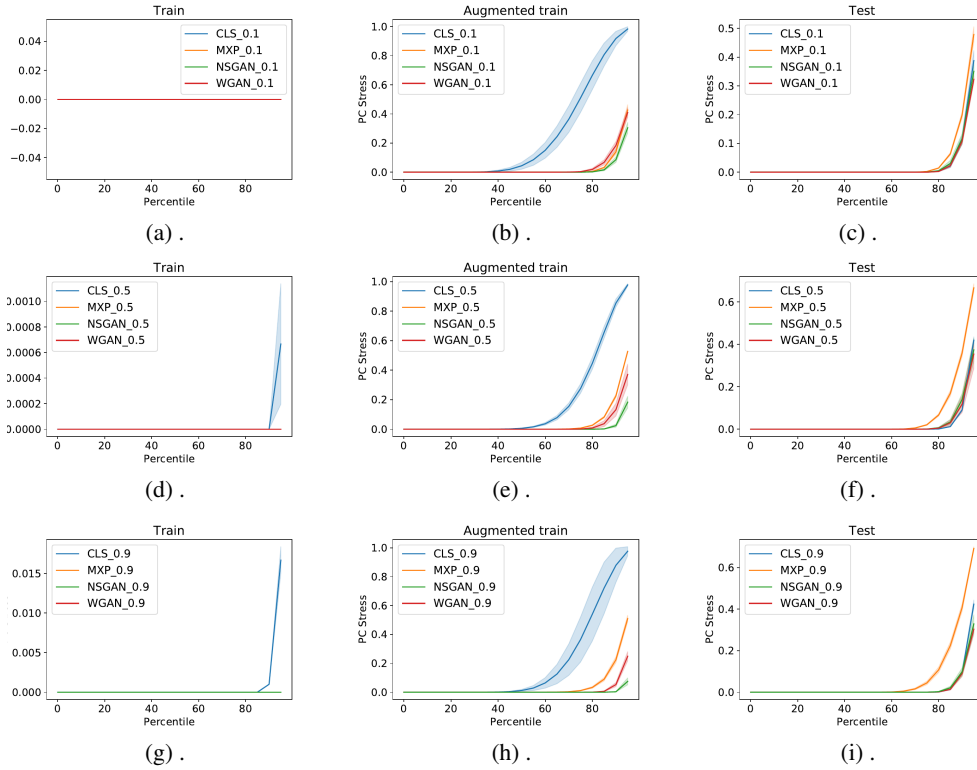 Train
0.04
0.02
0.00
−0.02
−0.04
CLS_0.1
MXP_0.1
NSGAN_0.1
WGAN_0.1
0 20 40 60 80
Percentile
(a) .
Augmented train
PC Stress
1.0
0.8
0.6
0.4
0.2
0.0
CLS_0.1
MXP_0.1
NSGAN_0.1
WGAN_0.1
0 20 40 60 80
Percentile
(b) .
Test
PC Stress
0.5
0.4
0.3
0.2
0.1
0.0
CLS_0.1
MXP_0.1
NSGAN_0.1
WGAN_0.1
0 20 40 60 80
Percentile
(c) .
Train
0.0010
0.0008
0.0006
0.0004
0.0002
0.0000
CLS_0.5
MXP_0.5
NSGAN_0.5
WGAN_0.5
0 20 40 60 80
Percentile
(d) .
Augmented train
PC Stress
1.0
0.8
0.6
0.4
0.2
0.0
CLS_0.5
MXP_0.5
NSGAN_0.5
WGAN_0.5
0 20 40 60 80
Percentile
(e) .
Test
PC Stress
0.6
0.4
0.2
0.0
CLS_0.5
MXP_0.5
NSGAN_0.5
WGAN_0.5
0 20 40 60 80
Percentile
(f) .
Train
0.015
0.010
0.005
0.000
CLS_0.9
MXP_0.9
NSGAN_0.9
WGAN_0.9
0 20 40 60 80
Percentile
(g) .
Augmented train
PC Stress
1.0
0.8
0.6
0.4
0.2
0.0
CLS_0.9
MXP_0.9
NSGAN_0.9
WGAN_0.9
0 20 40 60 80
Percentile
(h) .
Test
PC Stress
0.6
0.4
0.2
0.0
CLS_0.9
MXP_0.9
NSGAN_0.9
WGAN_0.9
0 20 40 60 80
Percentile
(i) .